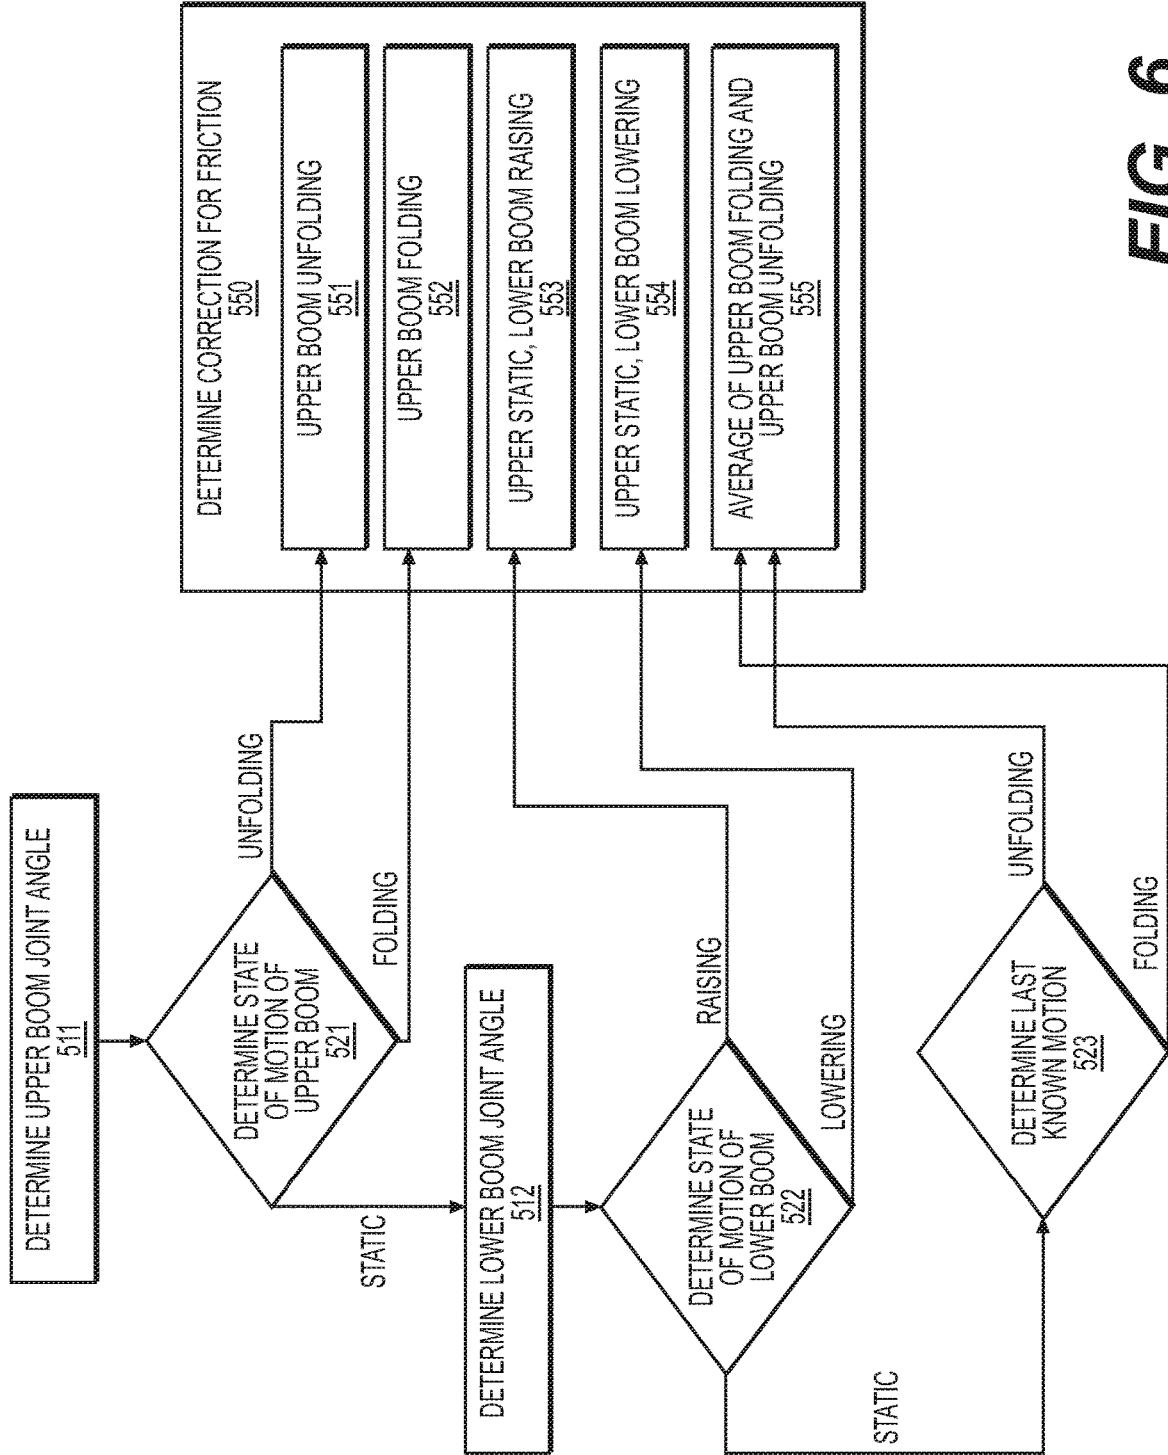 DETERMINE UPPER BOOM JOINT ANGLE
511
DETERMINE STATE
OF MOTION OF
UPPER BOOM
521
UNFOLDING
FOLDING
STATIC
DETERMINE LOWER BOOM JOINT ANGLE
512
DETERMINE STATE
OF MOTION OF
LOWER BOOM
522
RAISING
LOWERING
STATIC
DETERMINE LAST
KNOWN MOTION
523
UNFOLDING
FOLDING
DETERMINE CORRECTION FOR FRICTION
550
UPPER BOOM UNFOLDING
551
UPPER BOOM FOLDING
552
UPPER STATIC, LOWER BOOM RAISING
553
UPPER STATIC, LOWER BOOM LOWERING
554
AVERAGE OF UPPER BOOM FOLDING AND
UPPER BOOM UNFOLDING
555
FIG 6